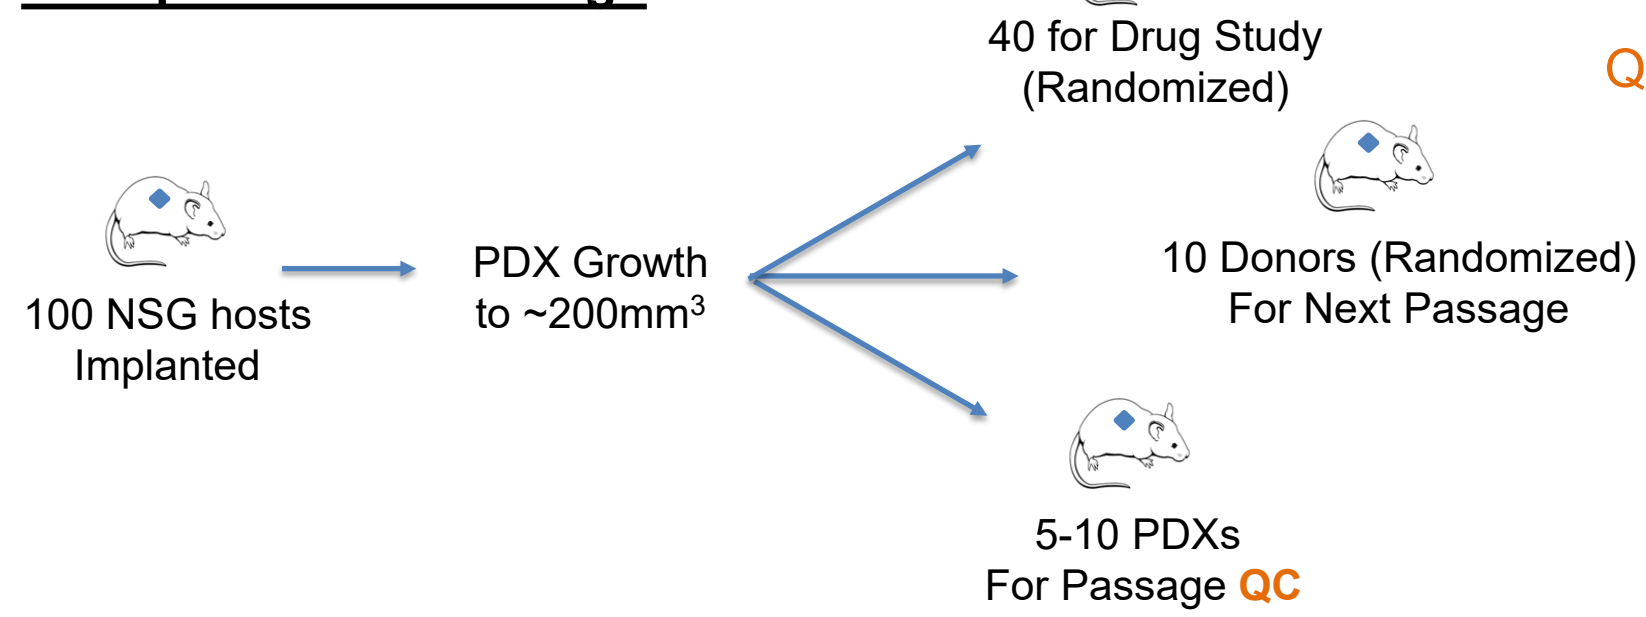 40 for Drug Study
(Randomized)
Q
10 Donors (Randomized)
For Next Passage
100 NSG hosts
Implanted
PDX Growth
to ~200mm³
5-10 PDXs
For Passage QC